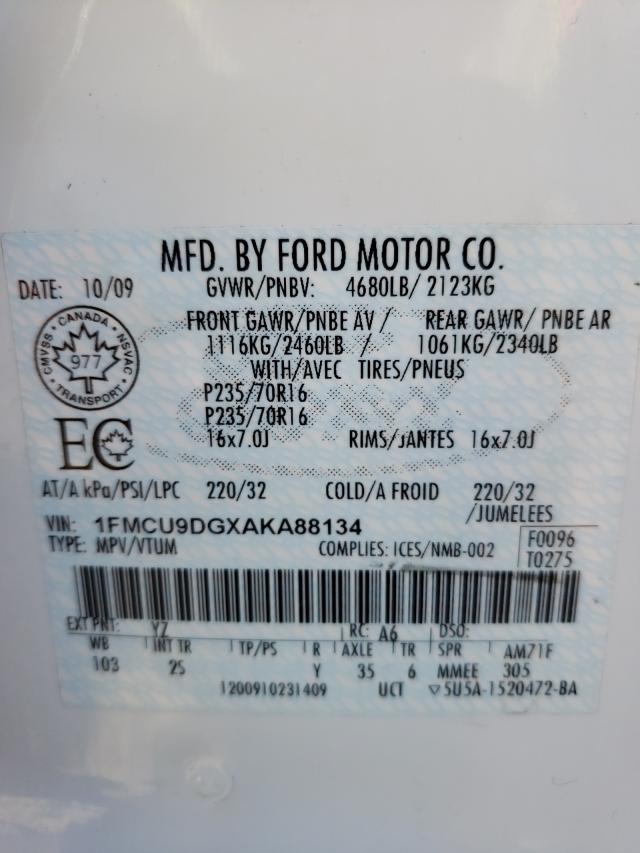 MFD. BY FORD MOTOR CO.
DATE: 10/09
GVWR/PNBV: 4680LB/ 2123KG
FRONT GAWR/PNBE AV / REAR GAWR/ PNBE AR
1116KG/2460LB / 1061KG/2340LB
WITH/AVEC TIRES/PNEUS
P235/70R16
P235/70R16
16x7.0J RIMS/JANTES 16x7.0J
CANADA
CMVSS 977 NSVAC
TRANSPORT
EC
AT/A kPa/PSI/LPC 220/32 COLD/A FROID 220/32
/JUMELEES
VIN: 1FMCU9DGXAKA88134
TYPE: MPV/VTUM COMPLIES: ICES/NMB-002
F0096
T0275
EXT PNT: YZ RC: A6 DSO:
WB INT TR TP/PS R AXLE TR SPR AM71F
103 2S Y 35 6 MMEE 305
1200910231409 UCT ▽5U5A-1520472-BA